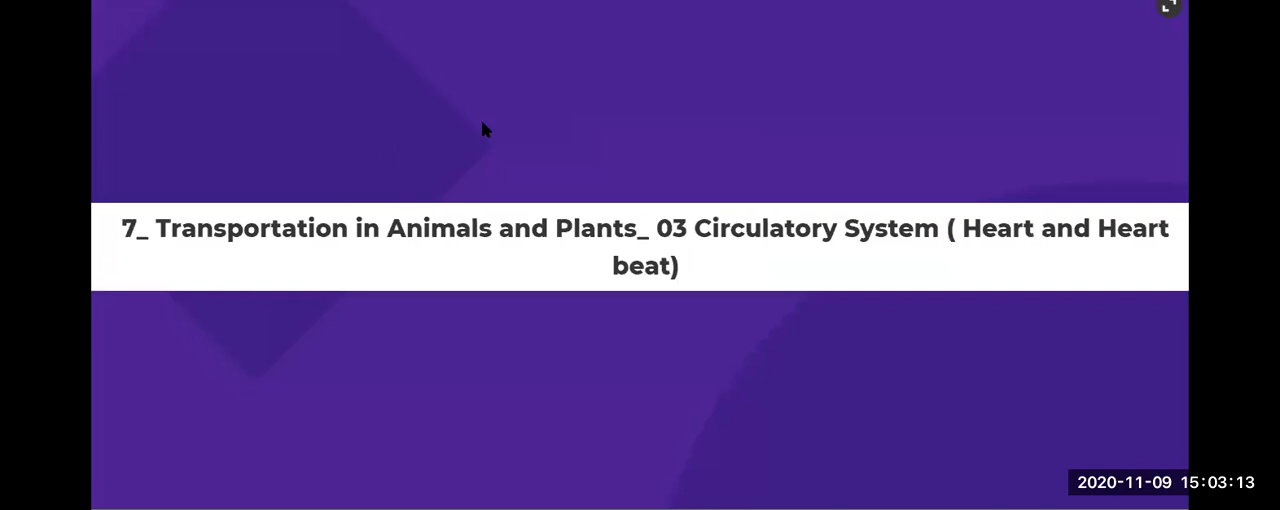 7_ Transportation in Animals and Plants_ 03 Circulatory System ( Heart and Heart
beat)
2020-11-09 15:03:13